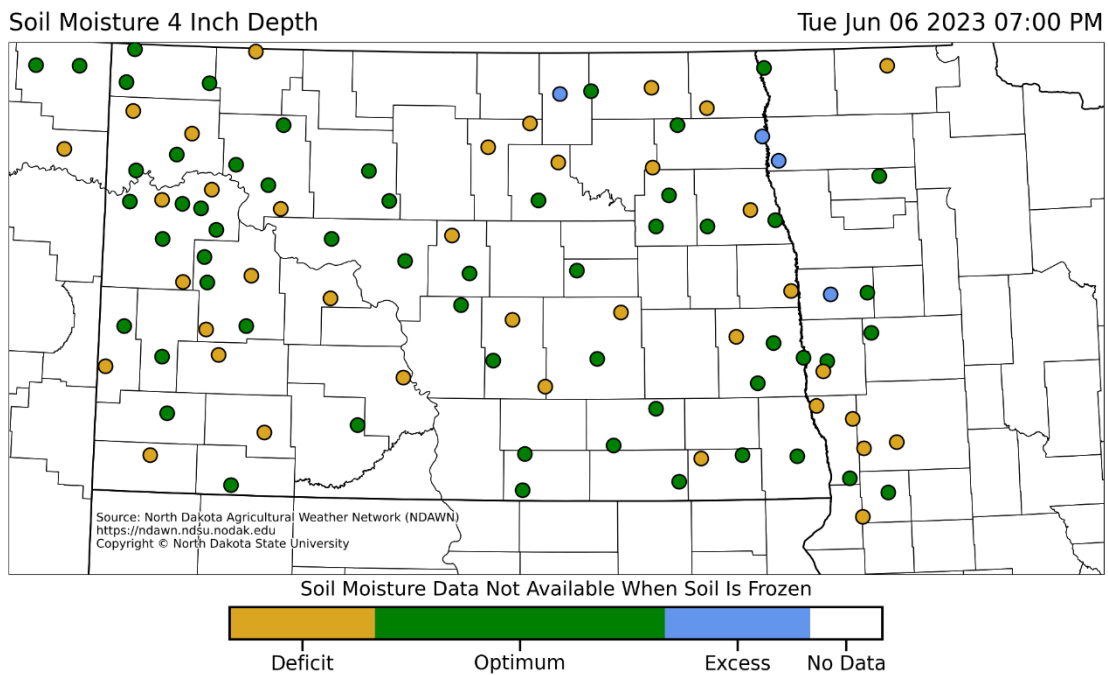 Soil Moisture 4 Inch Depth
Tue Jun 06 2023 07:00 PM
Source: North Dakota Agricultural Weather Network (NDAWN)
https://ndawn.ndsu.nodak.edu
Copyright © North Dakota State University
Soil Moisture Data Not Available When Soil Is Frozen
Deficit
Optimum
Excess
No Data